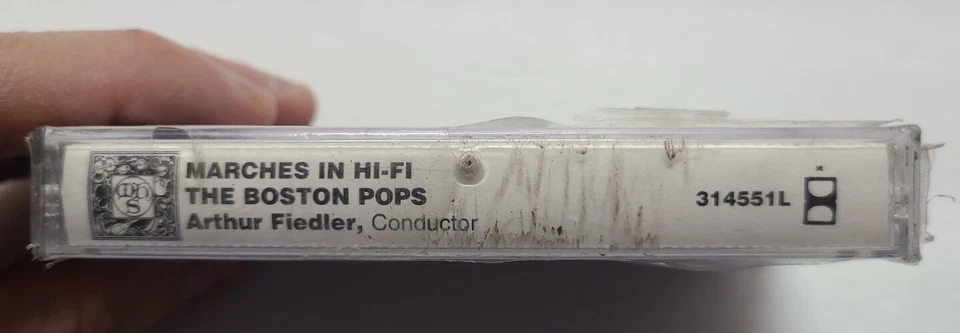 MARCHES IN HI-FI
THE BOSTON POPS
Arthur Fiedler, Conductor
314551L